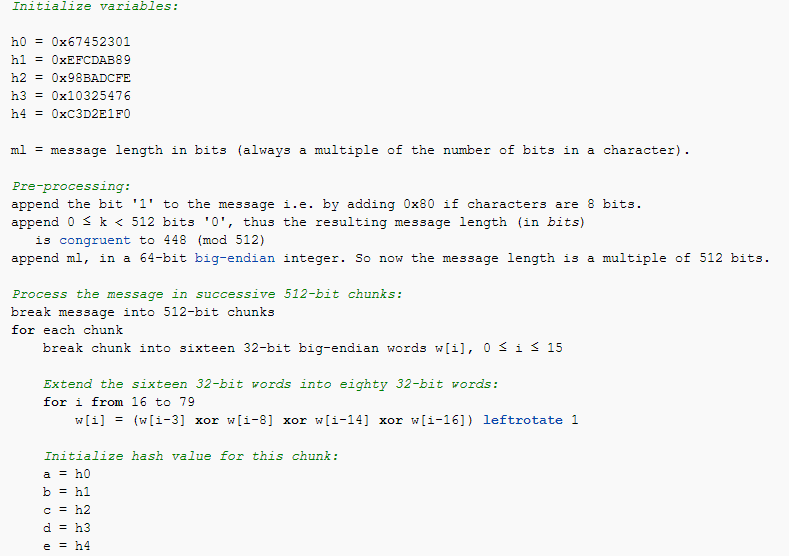 Initialize variables:
h0 = 0x67452301
h1 = 0xEFCDAB89
h2 = 0x98BADCFE
h3 = 0x10325476
h4 = 0xC3D2E1F0
ml = message length in bits (always a multiple of the number of bits in a character).
Pre-processing:
append the bit '1' to the message i.e. by adding 0x80 if characters are 8 bits.
append 0 ≤ k < 512 bits '0', thus the resulting message length (in bits)
   is congruent to 448 (mod 512)
append ml, in a 64-bit big-endian integer. So now the message length is a multiple of 512 bits.
Process the message in successive 512-bit chunks:
break message into 512-bit chunks
for each chunk
    break chunk into sixteen 32-bit big-endian words w[i], 0 ≤ i ≤ 15
    Extend the sixteen 32-bit words into eighty 32-bit words:
    for i from 16 to 79
        w[i] = (w[i-3] xor w[i-8] xor w[i-14] xor w[i-16]) leftrotate 1
    Initialize hash value for this chunk:
    a = h0
    b = h1
    c = h2
    d = h3
    e = h4